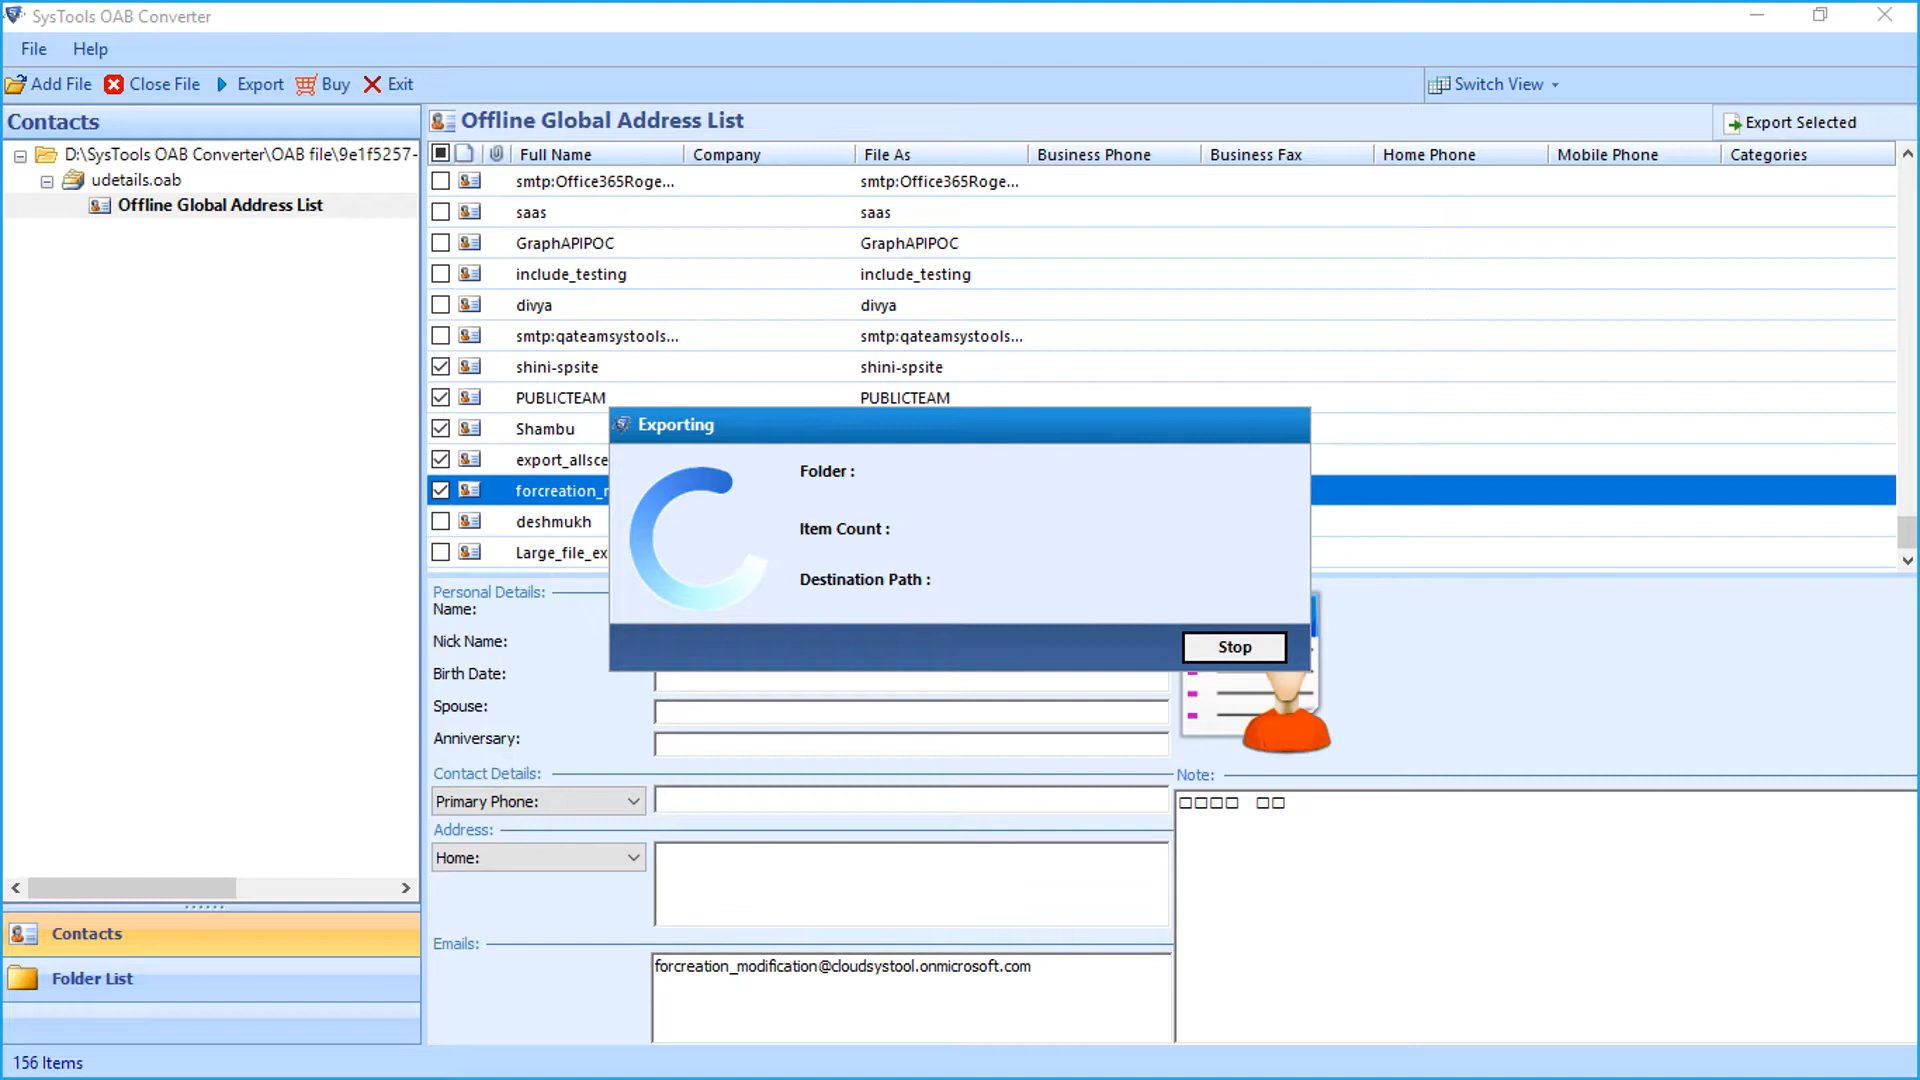 SysTools OAB Converter
File Help
Add File Close File Export Buy Exit Switch View
Contacts
D:\SysTools OAB Converter\OAB file\9e1f5257-
udetails.oab
Offline Global Address List
Offline Global Address List Export Selected
Full Name Company File As Business Phone Business Fax Home Phone Mobile Phone Categories
smtp:Office365Roge... smtp:Office365Roge...
saas saas
GraphAPIPOC GraphAPIPOC
include_testing include_testing
divya divya
smtp:qateamsystools... smtp:qateamsystools...
shini-spsite shini-spsite
PUBLICTEAM PUBLICTEAM
Shambu
export_allsce
forcreation_
deshmukh
Large_file_ex
Exporting
Folder :
Item Count :
Destination Path :
Stop
Personal Details:
Name:
Nick Name:
Birth Date:
Spouse:
Anniversary:
Contact Details:
Primary Phone:
Address:
Home:
Emails:
forcreation_modification@cloudsystool.onmicrosoft.com
Note:
□□□□ □□
Contacts
Folder List
156 Items